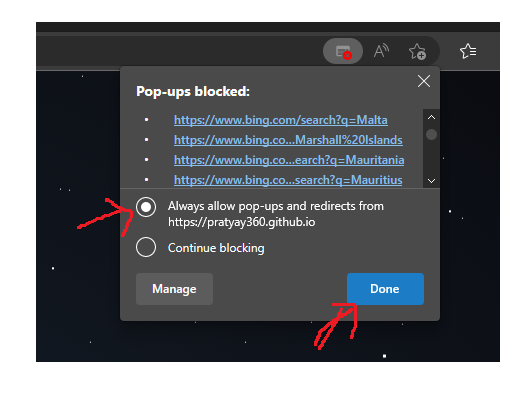 Pop-ups blocked:
https://www.bing.com/search?q=Malta
https://www.bing.co...Marshall%20Islands
https://www.bing.co...earch?q=Mauritania
https://www.bing.co...search?q=Mauritius
Always allow pop-ups and redirects from
https://pratyay360.github.io
Continue blocking
Manage
Done